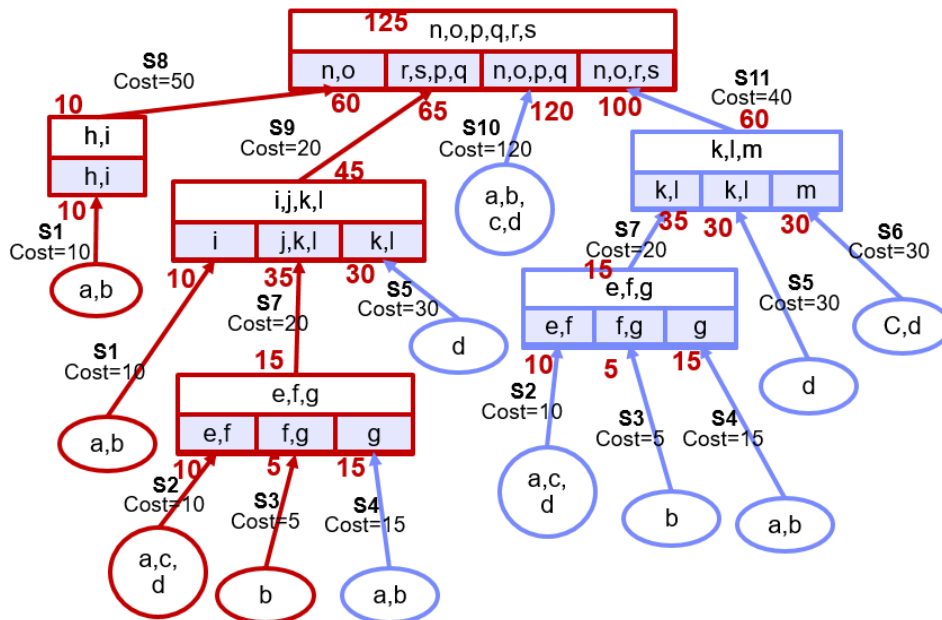 125
n,o,p,q,r,s
S8
Cost=50
n,o
r,s,p,q
n,o,p,q
n,o,r,s
S11
Cost=40
10
60
65
120
100
60
h,i
h,i
S9
Cost=20
S10
Cost=120
k,l,m
k,l
k,l
m
45
a,b,
c,d
i,j,k,l
i
j,k,l
k,l
10
S1
Cost=10
a,b
35
30
30
S7
Cost=20
S6
Cost=30
10
35
30
15
e,f,g
e,f
f,g
g
S5
Cost=30
C,d
S7
Cost=20
S5
Cost=30
d
10
5
15
d
S1
Cost=10
15
e,f,g
e,f
f,g
g
S2
Cost=10
S3
Cost=5
S4
Cost=15
a,b
10
5
15
a,c,
d
b
a,b
S2
Cost=10
S3
Cost=5
S4
Cost=15
a,c,
d
b
a,b